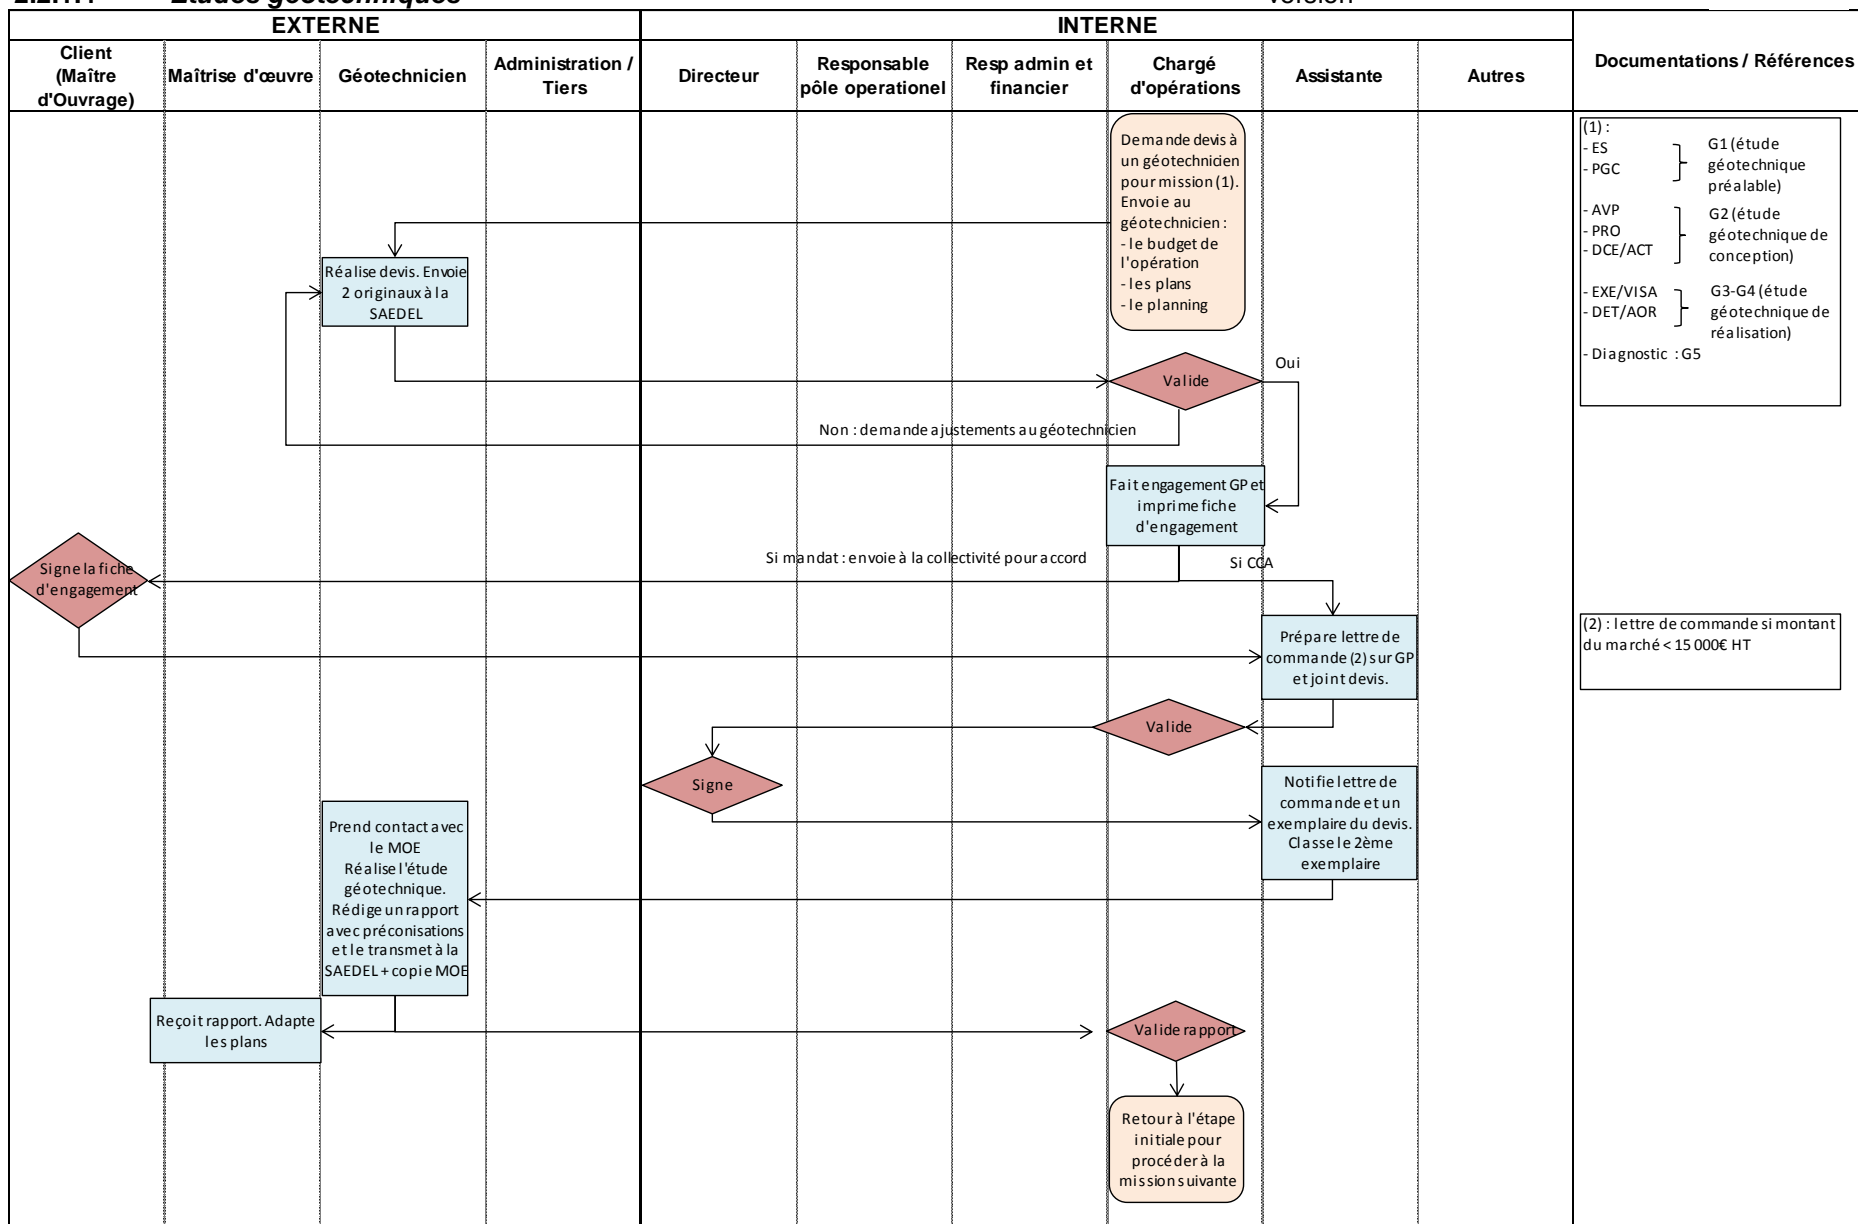 Études géotechniques
EXTERNE
INTERNE
Client
(Maître
d'Ouvrage)
Maîtrise d'œuvre
Géotechnicien
Administration /
Tiers
Directeur
Responsable
pôle operationel
Resp admin et
financier
Chargé
d'opérations
Assistante
Autres
Documentations / Références
Demande devis à
un géotechnicien
pour mission (1).
Envoie au
géotechnicien :
- le budget de
l'opération
- les plans
- le planning
(1) :
- ES
- PGC
G1 (étude
géotechnique
préalable)
- AVP
- PRO
- DCE/ACT
G2 (étude
géotechnique de
conception)
- EXE/VISA
- DET/AOR
G3-G4 (étude
géotechnique de
réalisation)
- Diagnostic : G5
Réalise devis. Envoie
2 originaux à la
SAEDEL
Valide
Oui
Non : demande ajustements au géotechnicien
Fait engagement GP et
imprime fiche
d'engagement
Si mandat : envoie à la collectivité pour accord
Si CCA
Signe la fiche
d'engagement
Prépare lettre de
commande (2) sur GP
et joint devis.
(2) : lettre de commande si montant
du marché < 15 000€ HT
Valide
Signe
Notifie lettre de
commande et un
exemplaire du devis.
Classe le 2ème
exemplaire
Prend contact avec
le MOE
Réalise l'étude
géotechnique.
Rédige un rapport
avec préconisations
et le transmet à la
SAEDEL + copie MOE
Reçoit rapport. Adapte
les plans
Valide rapport
Retour à l'étape
initiale pour
procéder à la
mission suivante